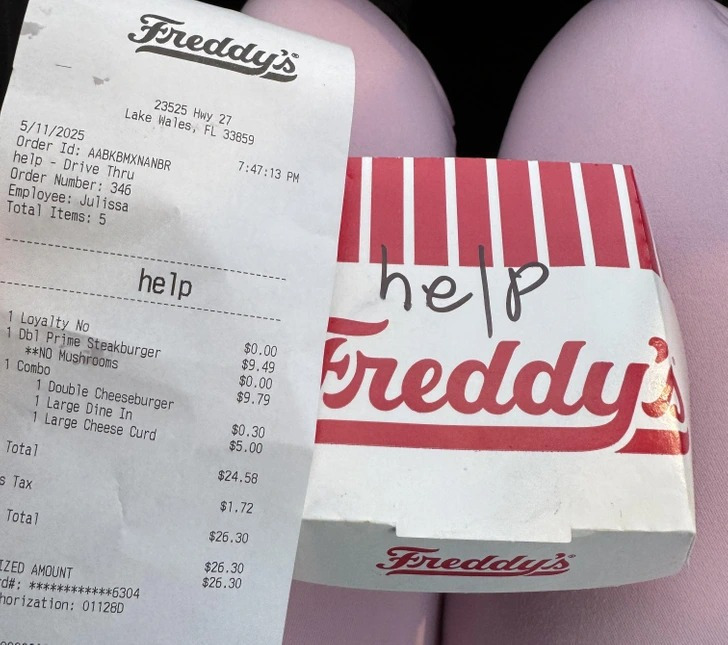 Freddy's
23525 Hwy 27
Lake Wales, FL 33859
5/11/2025 7:47:13 PM
Order Id: AABKBMXNANBR
help - Drive Thru
Order Number: 346
Employee: Julissa
Total Items: 5
help
1 Loyalty No $0.00
1 Dbl Prime Steakburger $9.49
**NO Mushrooms $0.00
1 Combo $9.79
1 Double Cheeseburger
1 Large Dine In $0.30
1 Large Cheese Curd $5.00
Total $24.58
s Tax $1.72
Total $26.30
IZED AMOUNT $26.30
rd#: ************6304 $26.30
horization: 01128D
help
Freddy's
Freddy's